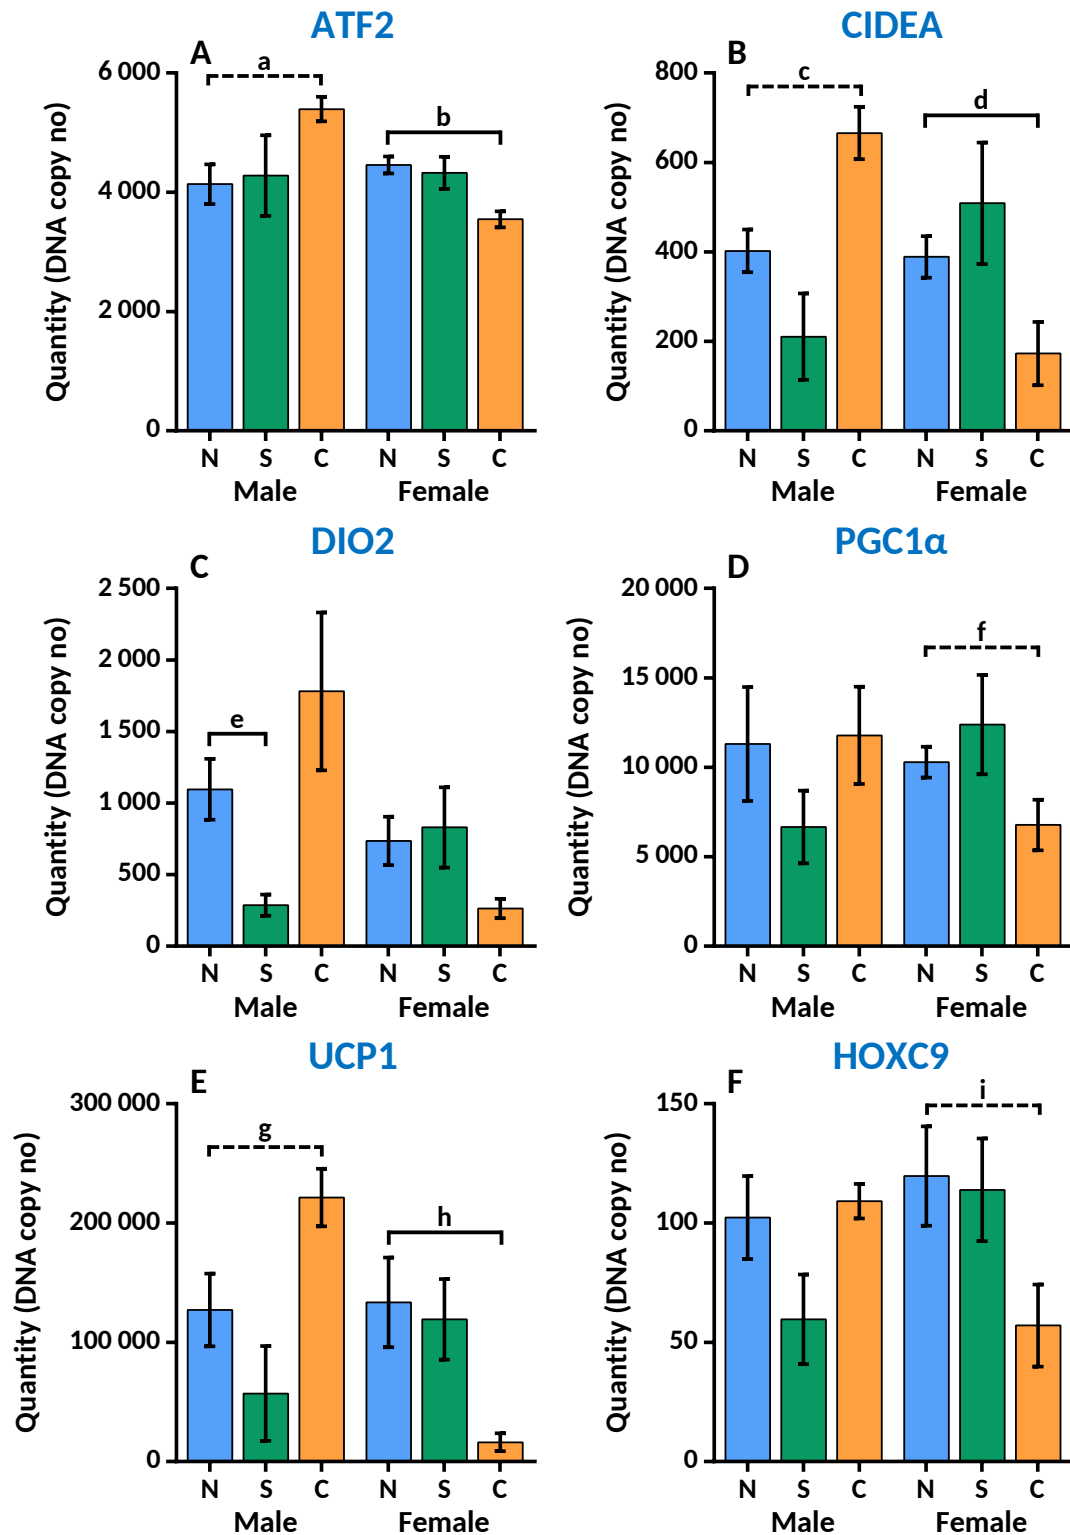 ATF2
A
a
b
6 000
4 000
2 000
0
Quantity (DNA copy no)
N S C N S C
Male Female
CIDEA
B
c
d
800
600
400
200
0
Quantity (DNA copy no)
N S C N S C
Male Female
DIO2
C
e
2 500
2 000
1 500
1 000
500
0
Quantity (DNA copy no)
N S C N S C
Male Female
PGC1α
D
f
20 000
15 000
10 000
5 000
0
Quantity (DNA copy no)
N S C N S C
Male Female
UCP1
E
g
h
300 000
200 000
100 000
0
Quantity (DNA copy no)
N S C N S C
Male Female
HOXC9
F
i
150
100
50
0
Quantity (DNA copy no)
N S C N S C
Male Female